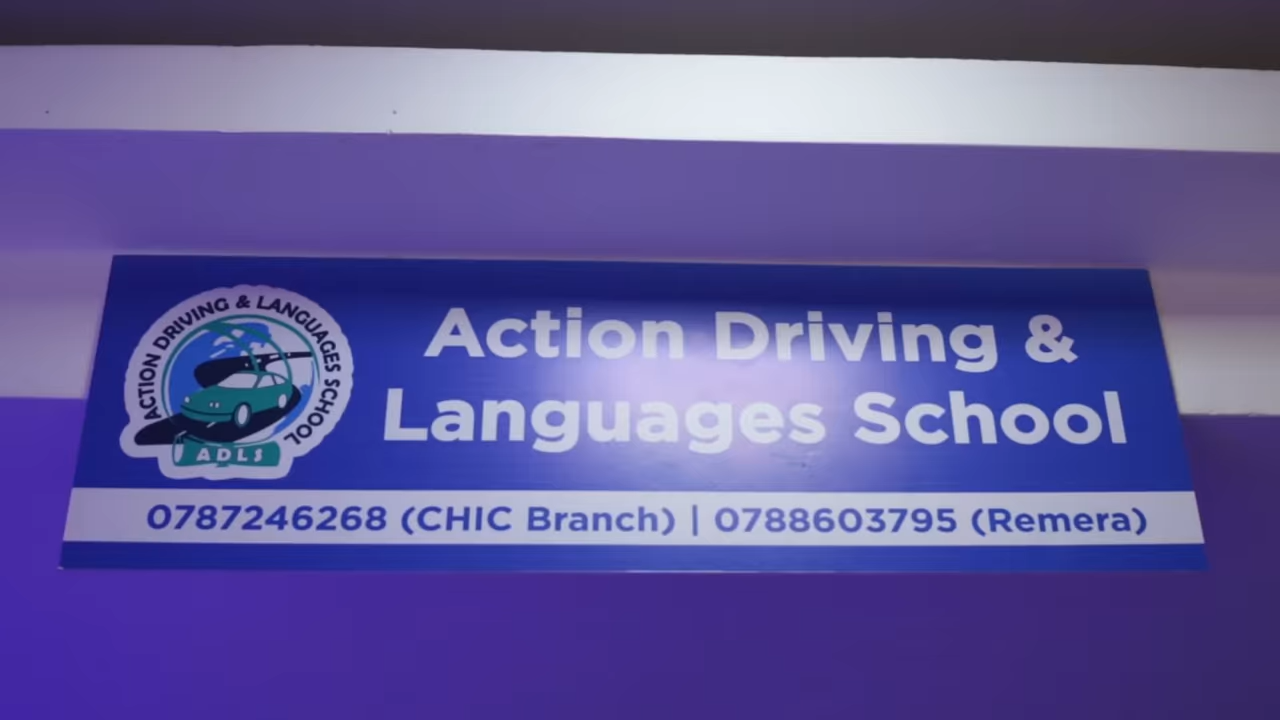 ACTION DRIVING & LANGUAGES SCHOOL
ADLS
Action Driving &
Languages School
0787246268 (CHIC Branch) | 0788603795 (Remera)